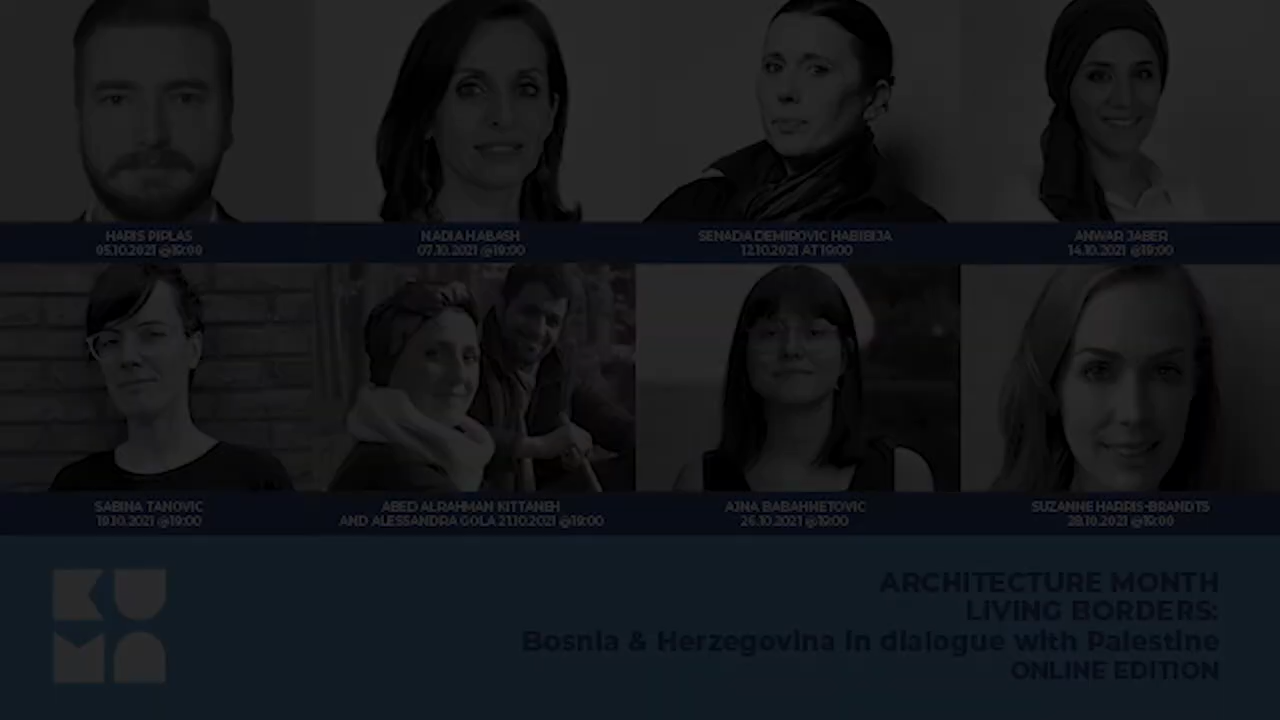 HARIS PIPLAS
05.10.2021 @19:00
NADIA HABASH
07.10.2021 @19:00
SENADA DEMIROVIC HABIBIJA
12.10.2021 AT 19:00
ANWAR JABER
14.10.2021 @19:00
SABINA TANOVIC
19.10.2021 @19:00
ABED ALRAHMAN KITTANEH
AND ALESSANDRA GOLA 21.10.2021 @19:00
AJNA BABAHMETOVIC
26.10.2021 @19:00
SUZANNE HARRIS-BRANDTS
28.10.2021 @19:00
KU
MA
ARCHITECTURE MONTH
LIVING BORDERS:
Bosnia & Herzegovina in dialogue with Palestine
ONLINE EDITION